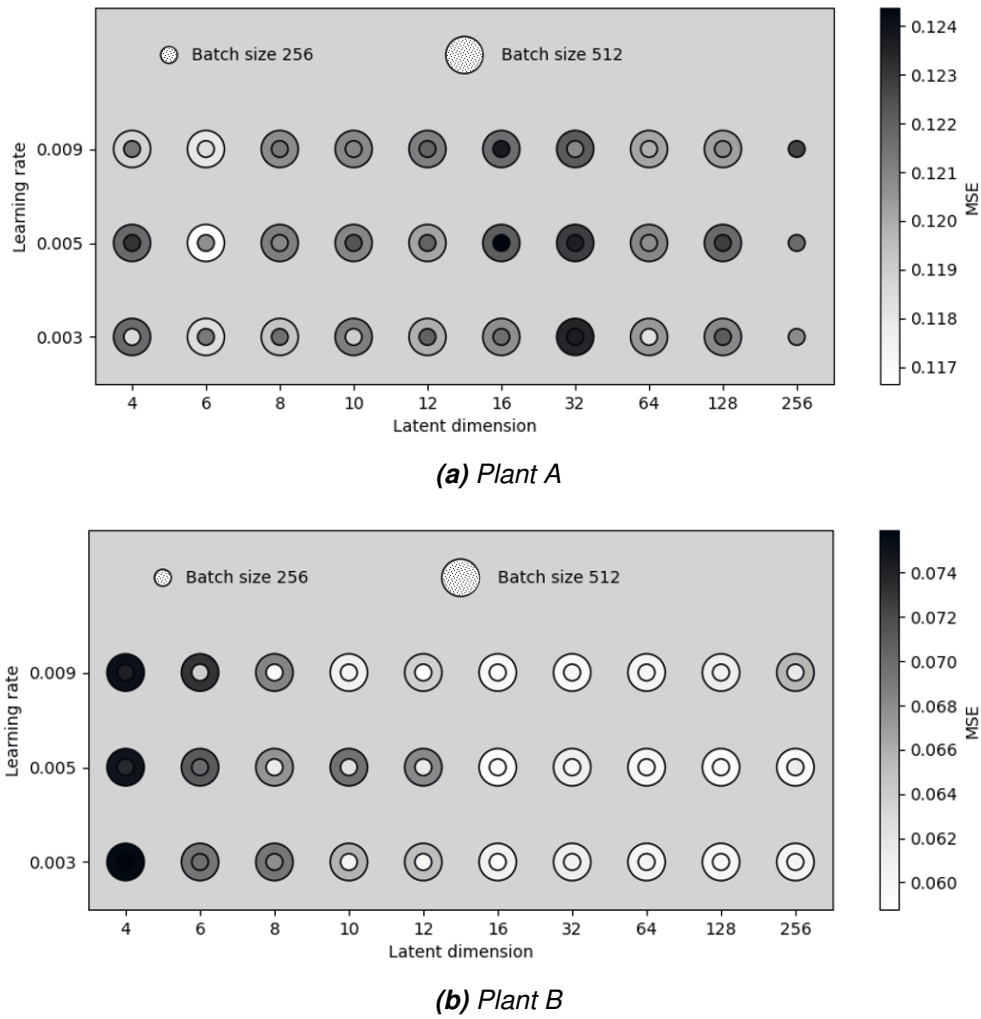 Batch size 256 Batch size 512
Learning rate
0.009
0.005
0.003
4 6 8 10 12 16 32 64 128 256
Latent dimension
0.124
0.123
0.122
0.121
0.120
0.119
0.118
0.117
MSE
(a) Plant A
Batch size 256 Batch size 512
Learning rate
0.009
0.005
0.003
4 6 8 10 12 16 32 64 128 256
Latent dimension
0.074
0.072
0.070
0.068
0.066
0.064
0.062
0.060
MSE
(b) Plant B